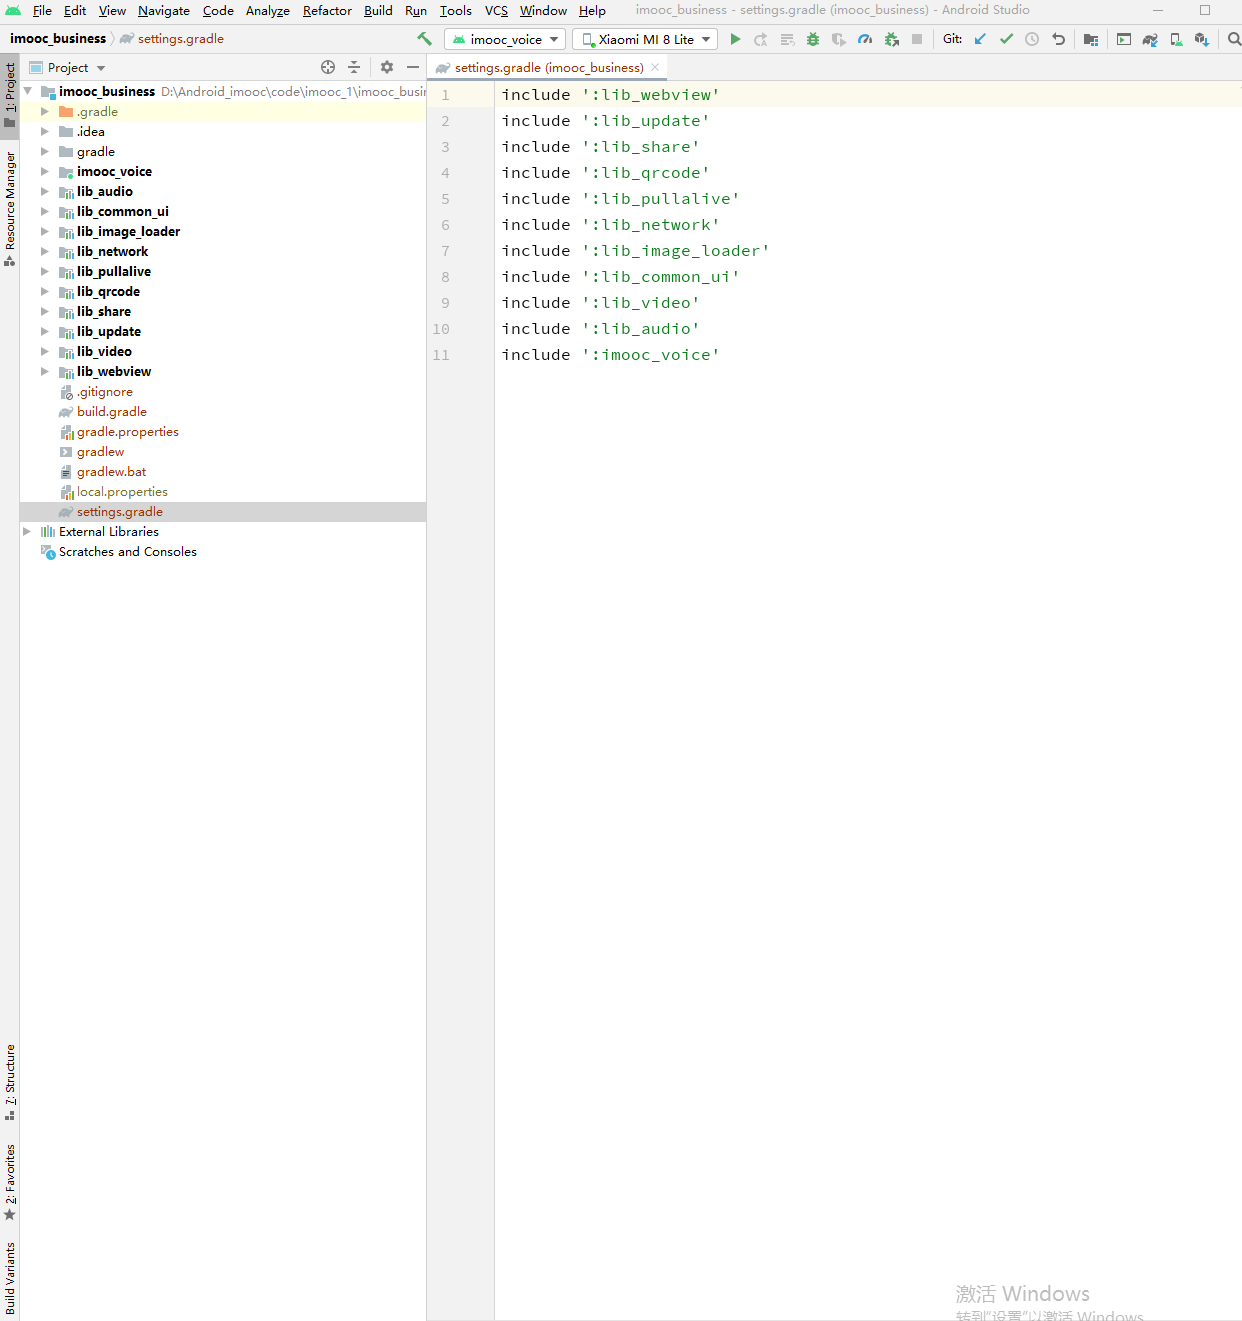 File Edit View Navigate Code Analyze Refactor Build Run Tools VCS Window Help imooc_business - settings.gradle (imooc_business) - Android Studio
imooc_business settings.gradle imooc_voice Xiaomi MI 8 Lite Git:
Project
settings.gradle (imooc_business)
1: Project
Resource Manager
7: Structure
2: Favorites
Build Variants
imooc_business D:\Android_imooc\code\imooc_1\imooc_busi
.gradle
.idea
gradle
imooc_voice
lib_audio
lib_common_ui
lib_image_loader
lib_network
lib_pullalive
lib_qrcode
lib_share
lib_update
lib_video
lib_webview
.gitignore
build.gradle
gradle.properties
gradlew
gradlew.bat
local.properties
settings.gradle
External Libraries
Scratches and Consoles
1 include ':lib_webview'
2 include ':lib_update'
3 include ':lib_share'
4 include ':lib_qrcode'
5 include ':lib_pullalive'
6 include ':lib_network'
7 include ':lib_image_loader'
8 include ':lib_common_ui'
9 include ':lib_video'
10 include ':lib_audio'
11 include ':imooc_voice'
激活 Windows
转到"设置"以激活 Windows